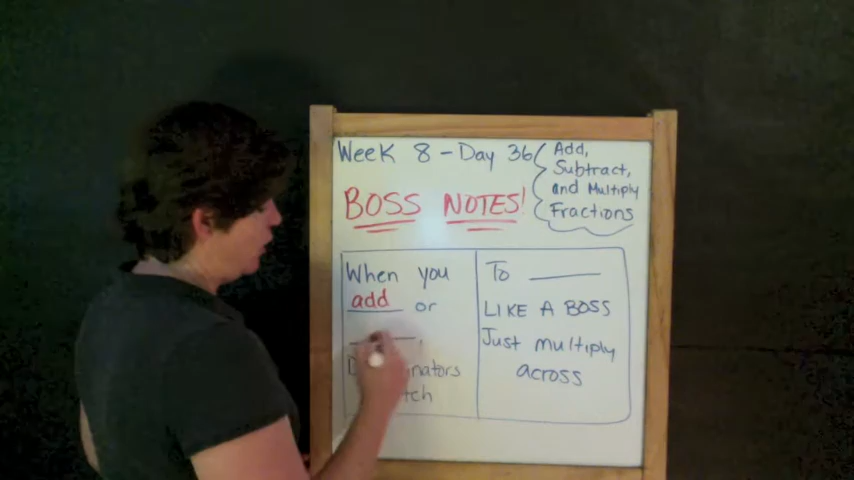 Week 8 - Day 36
Add,
Subtract,
and Multiply
Fractions
BOSS NOTES!
When you
add or
To
LIKE A BOSS
Just multiply
across